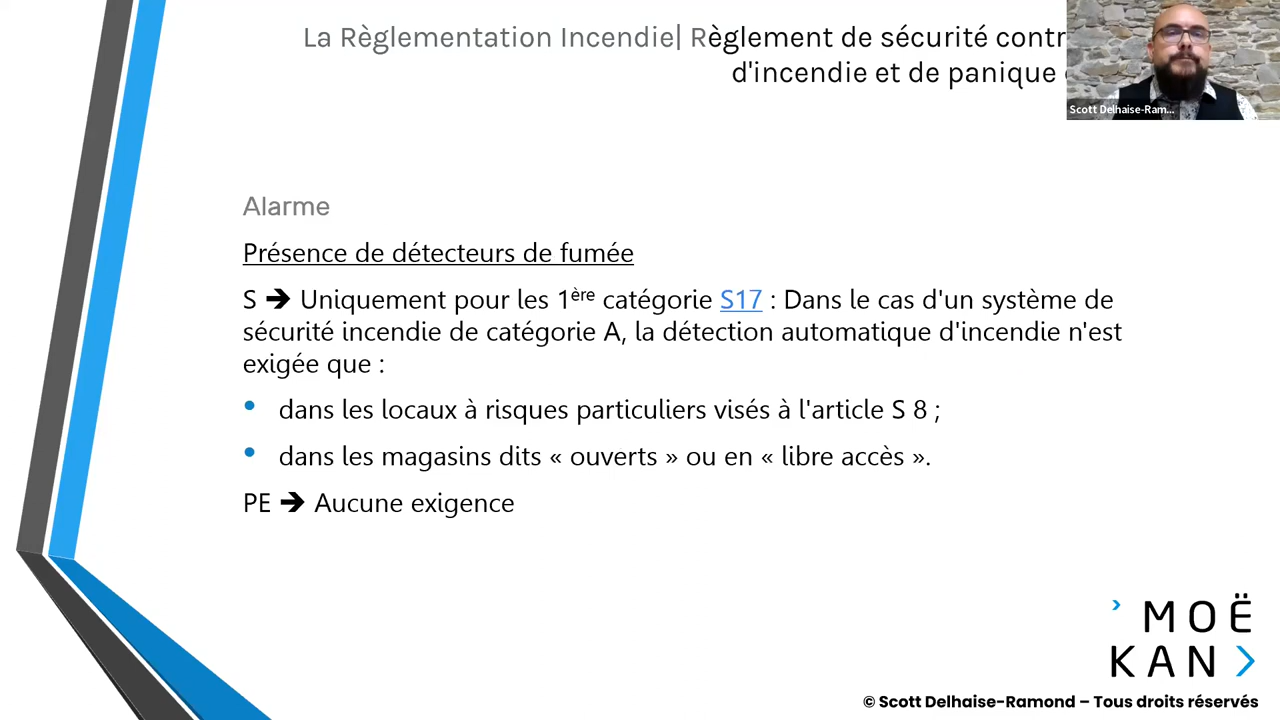 La Règlementation Incendie| Règlement de sécurité contr
d'incendie et de panique
Scott Delhaise-Ram...
Alarme
Présence de détecteurs de fumée
S ➔ Uniquement pour les 1ère catégorie S17 : Dans le cas d'un système de
sécurité incendie de catégorie A, la détection automatique d'incendie n'est
exigée que :
• dans les locaux à risques particuliers visés à l'article S 8 ;
• dans les magasins dits « ouverts » ou en « libre accès ».
PE ➔ Aucune exigence
MOË
KAN
© Scott Delhaise-Ramond – Tous droits réservés